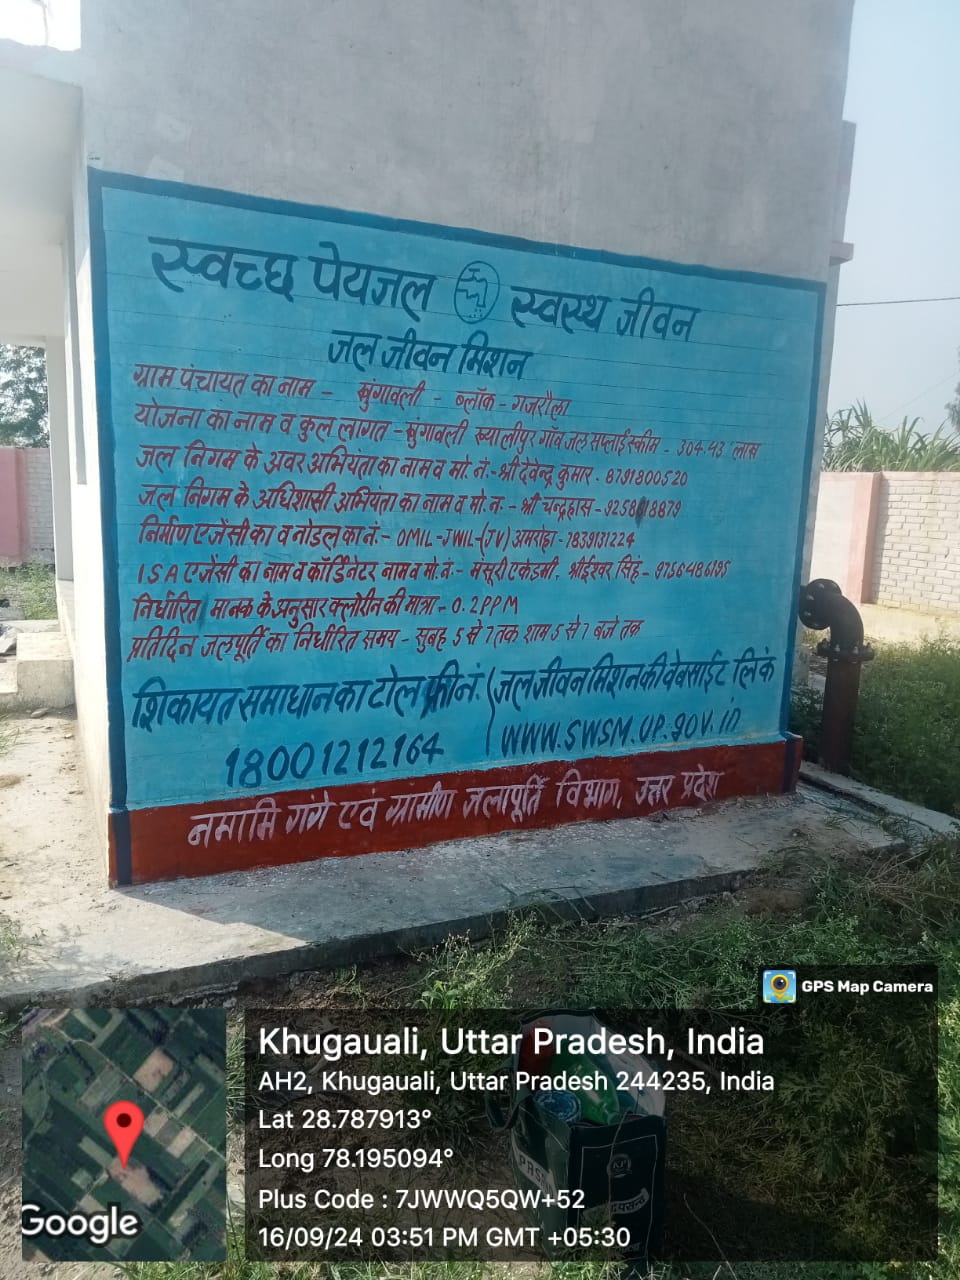 स्वच्छ पेयजल स्वस्थ जीवन
जल जीवन मिशन
ग्राम पंचायत का नाम - खुंगावली - ब्लॉक - गजरौला
योजना का नाम व कुल लागत - खुंगावली ख्यालीपुर गाँव जल सप्लाई स्कीम - 304.43 लाख
जल निगम के अवर अभियंता का नाम व मो. नं. - श्री देवेन्द्र कुमार - 8791800520
जल निगम के अधिशासी अभियंता का नाम व मो. न. - श्री चन्द्रहास -
निर्माण एजेंसी का व नोडल का नं. - OMIL-JWIL-(JV) अमरोहा - 7839131224
ISA एजेंसी का नाम व कॉर्डिनेटर नाम व मो. नं. - मंसूरी एकेडमी, श्री ईश्वर सिंह - 9756486195
निर्धारित मानक के अनुसार क्लोरीन की मात्रा - 0.2 PPM
प्रतिदिन जलपूर्ति का निर्धारित समय - सुबह 5 से 7 तक शाम 5 से 7 बजे तक
शिकायत समाधान का टोल फ्री नं.
18001212164
जल जीवन मिशन की वेबसाईट लिंक
WWW.SWSM.UP.gov.in
नमामि गंगे एवं ग्रामीण जलापूर्ति विभाग, उत्तर प्रदेश
GPS Map Camera
Khugauali, Uttar Pradesh, India
AH2, Khugauali, Uttar Pradesh 244235, India
Lat 28.787913°
Long 78.195094°
Plus Code : 7JWWQ5QW+52
16/09/24 03:51 PM GMT +05:30
Google